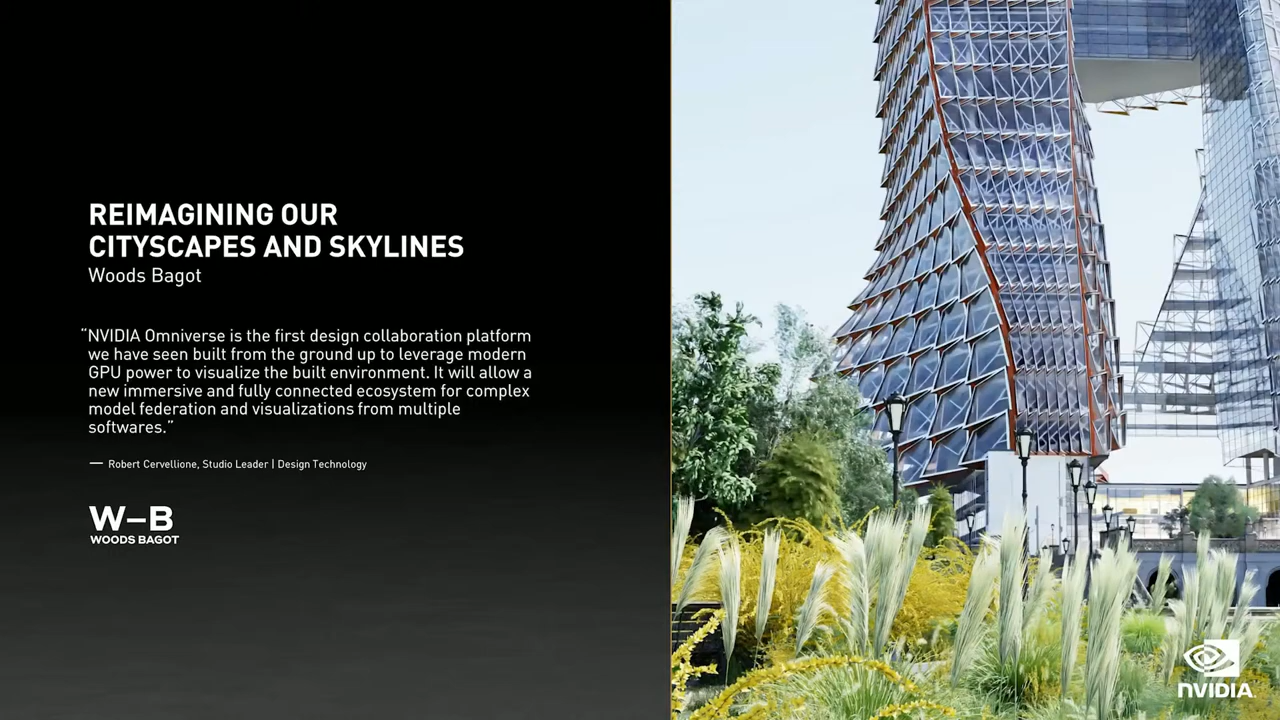 REIMAGINING OUR
CITYSCAPES AND SKYLINES
Woods Bagot
“NVIDIA Omniverse is the first design collaboration platform
we have seen built from the ground up to leverage modern
GPU power to visualize the built environment. It will allow a
new immersive and fully connected ecosystem for complex
model federation and visualizations from multiple
softwares.”
— Robert Cervellione, Studio Leader | Design Technology
W–B
WOODS BAGOT
NVIDIA.